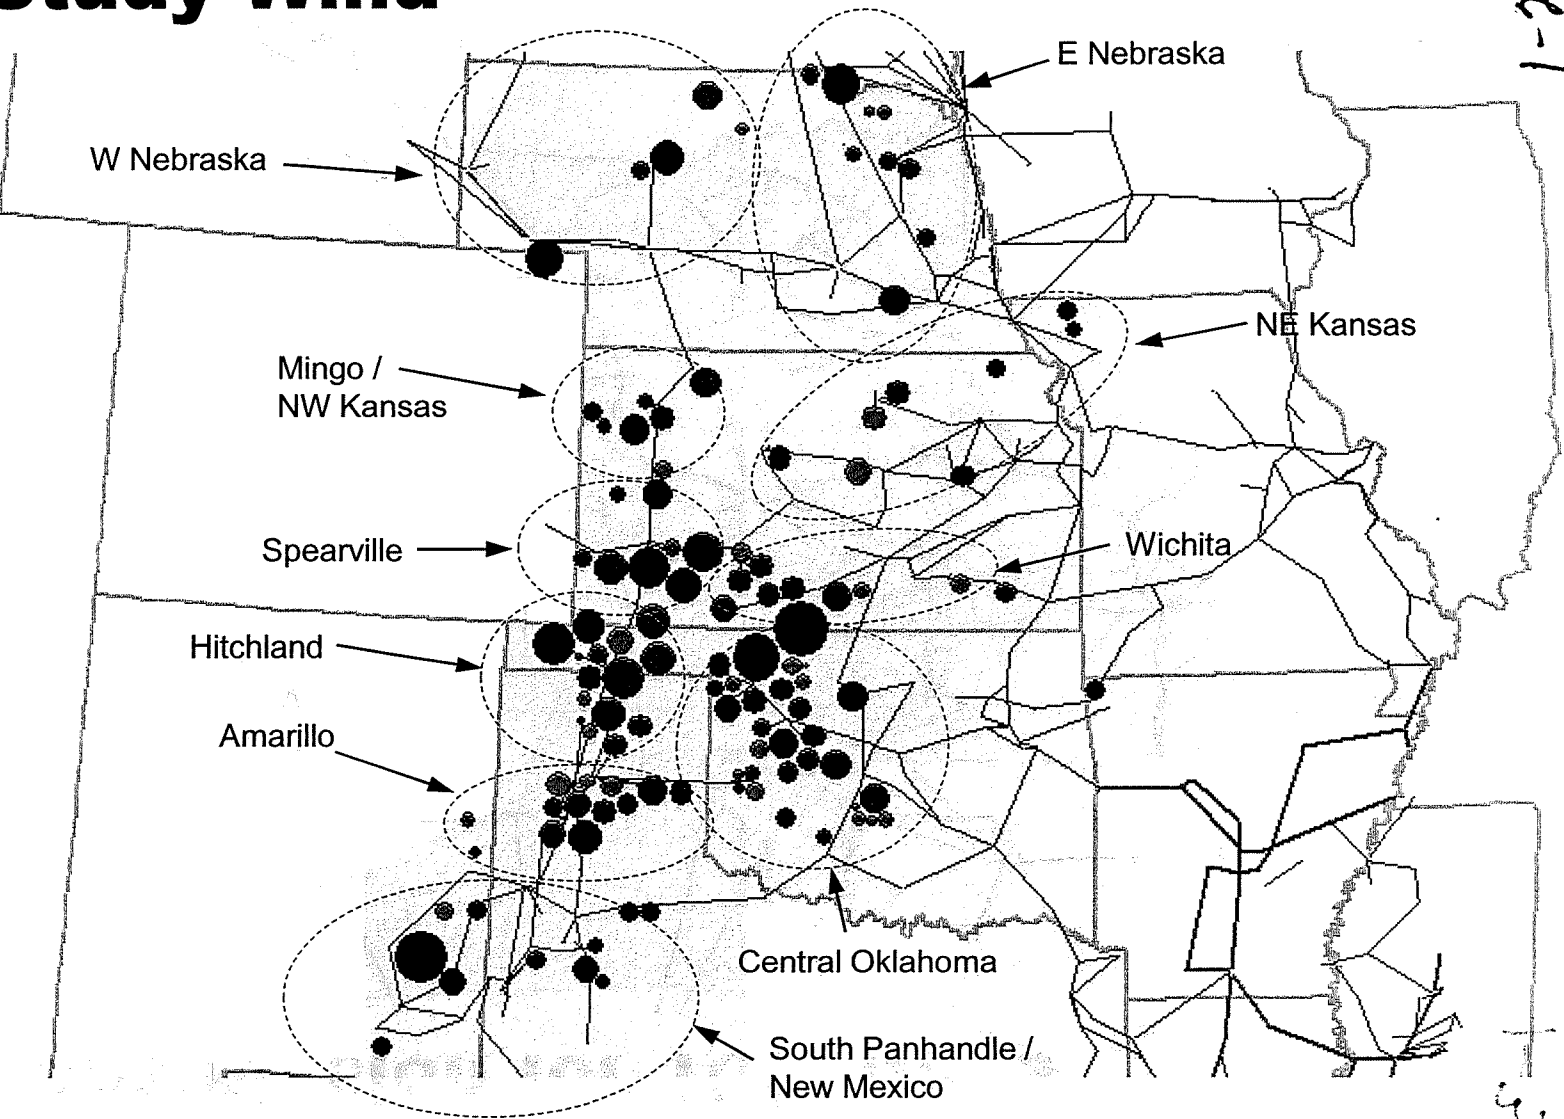 Study Wind
E Nebraska
W Nebraska
NE Kansas
Mingo /
NW Kansas
Spearville
Wichita
Hitchland
Amarillo
Central Oklahoma
South Panhandle /
New Mexico